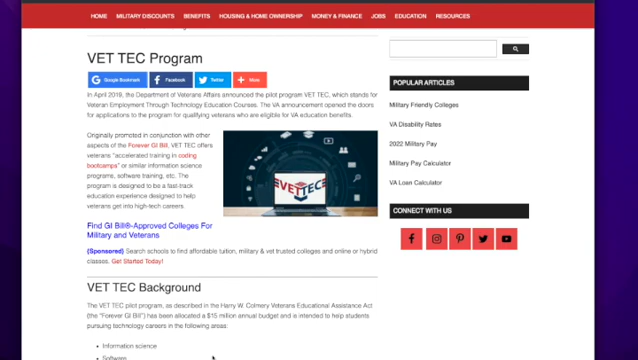 HOME MILITARY DISCOUNTS BENEFITS HOUSING & HOME OWNERSHIP MONEY & FINANCE JOBS EDUCATION RESOURCES
VET TEC Program
Google Bookmark Facebook Twitter More
In April 2019, the Department of Veterans Affairs announced the pilot program VET TEC, which stands for
Veteran Employment Through Technology Education Courses. The VA announcement opened the doors
for applications to the program for qualifying veterans who are eligible for VA education benefits.
Originally promoted in conjunction with other
aspects of the Forever GI Bill, VET TEC offers
veterans "accelerated training in coding
bootcamps" or similar information science
programs, software training, etc. The
program is designed to be a fast-track
education experience designed to help
veterans get into high-tech careers.
VET TEC
Find GI Bill®-Approved Colleges For
Military and Veterans
(Sponsored) Search schools to find affordable tuition, military & vet trusted colleges and online or hybrid
classes. Get Started Today!
VET TEC Background
The VET TEC pilot program, as described in the Harry W. Colmery Veterans Educational Assistance Act
(the "Forever GI Bill") has been allocated a $15 million annual budget and is intended to help students
pursuing technology careers in the following areas:
• Information science
• Software
POPULAR ARTICLES
Military Friendly Colleges
VA Disability Rates
2022 Military Pay
Military Pay Calculator
VA Loan Calculator
CONNECT WITH US